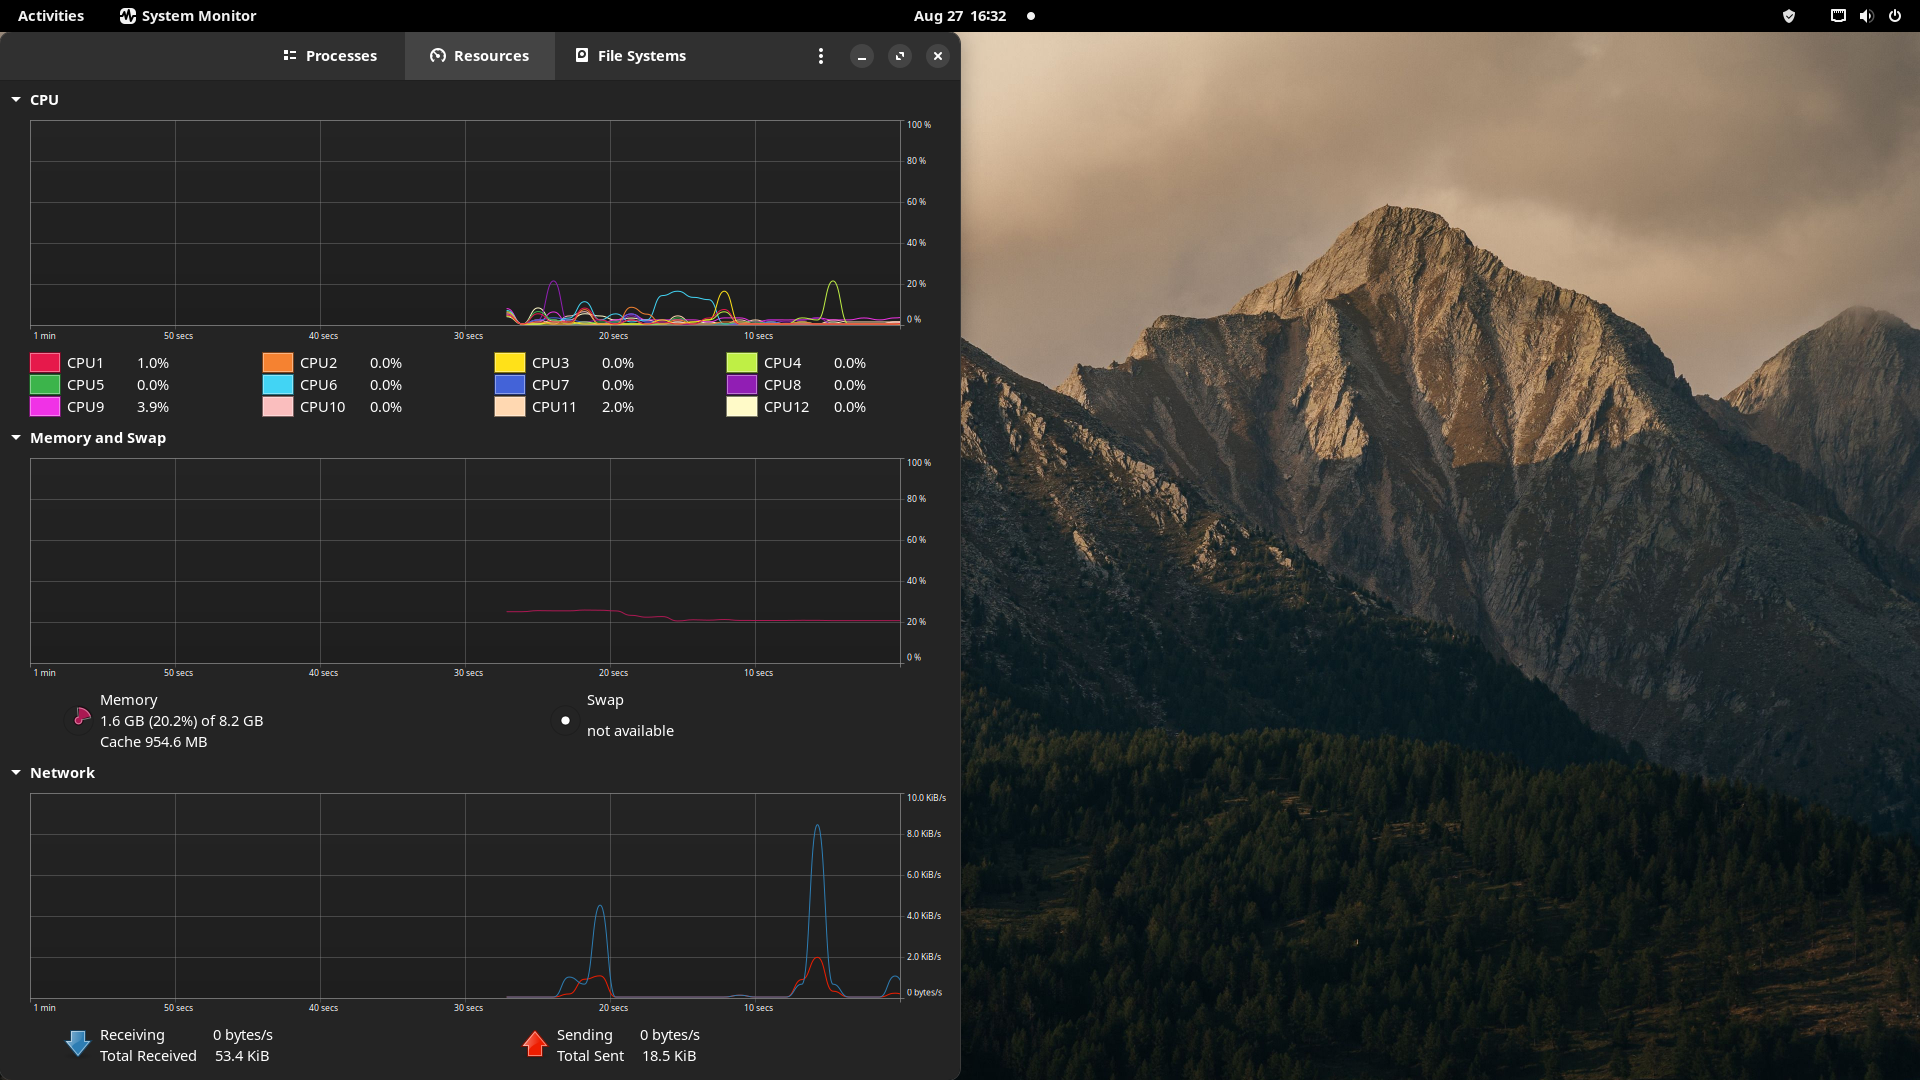 Activities System Monitor Aug 27 16:32
Processes Resources File Systems
CPU
100 %
80 %
60 %
40 %
20 %
0 %
1 min 50 secs 40 secs 30 secs 20 secs 10 secs
CPU1 1.0% CPU2 0.0% CPU3 0.0% CPU4 0.0%
CPU5 0.0% CPU6 0.0% CPU7 0.0% CPU8 0.0%
CPU9 3.9% CPU10 0.0% CPU11 2.0% CPU12 0.0%
Memory and Swap
100 %
80 %
60 %
40 %
20 %
0 %
1 min 50 secs 40 secs 30 secs 20 secs 10 secs
Memory Swap
1.6 GB (20.2%) of 8.2 GB not available
Cache 954.6 MB
Network
10.0 KiB/s
8.0 KiB/s
6.0 KiB/s
4.0 KiB/s
2.0 KiB/s
0 bytes/s
1 min 50 secs 40 secs 30 secs 20 secs 10 secs
Receiving 0 bytes/s Sending 0 bytes/s
Total Received 53.4 KiB Total Sent 18.5 KiB